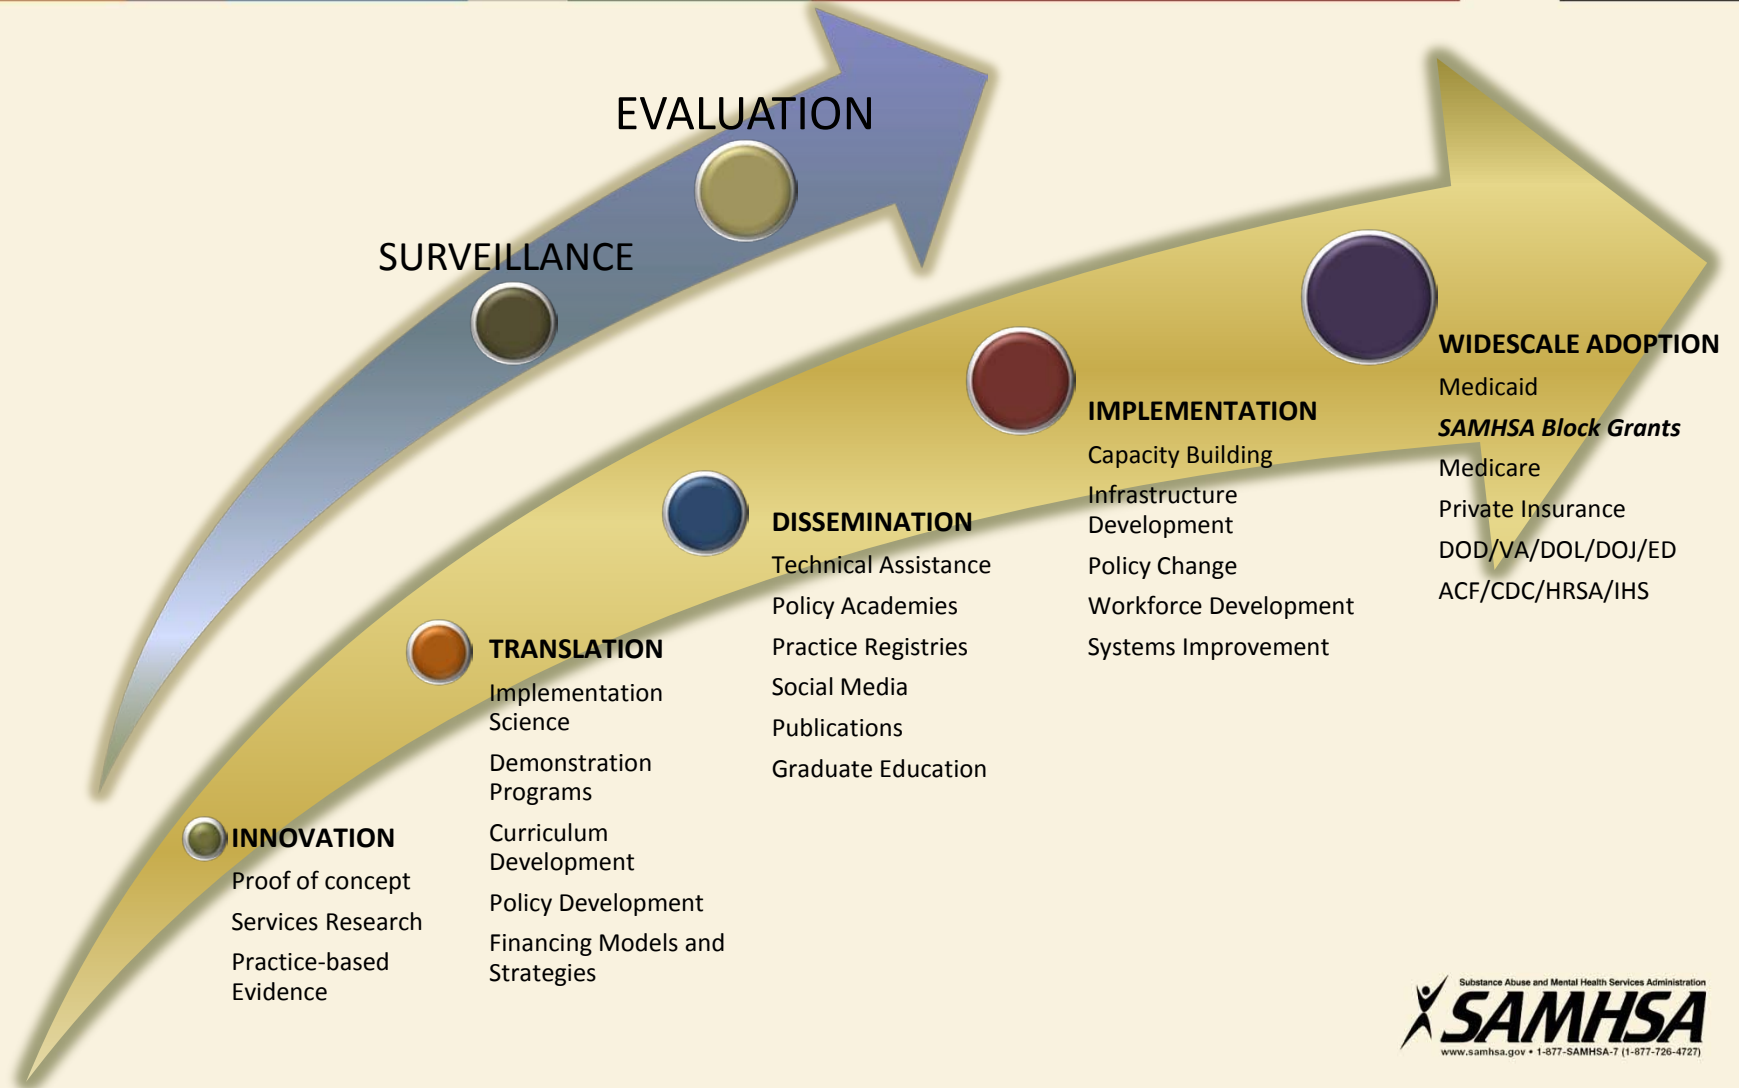 EVALUATION
SURVEILLANCE
INNOVATION
Proof of concept
Services Research
Practice-based
Evidence
TRANSLATION
Implementation
Science
Demonstration
Programs
Curriculum
Development
Policy Development
Financing Models and
Strategies
DISSEMINATION
Technical Assistance
Policy Academies
Practice Registries
Social Media
Publications
Graduate Education
IMPLEMENTATION
Capacity Building
Infrastructure
Development
Policy Change
Workforce Development
Systems Improvement
WIDESCALE ADOPTION
Medicaid
SAMHSA Block Grants
Medicare
Private Insurance
DOD/VA/DOL/DOJ/ED
ACF/CDC/HRSA/IHS
Substance Abuse and Mental Health Services Administration
SAMHSA
www.samhsa.gov • 1-877-SAMHSA-7 (1-877-726-4727)